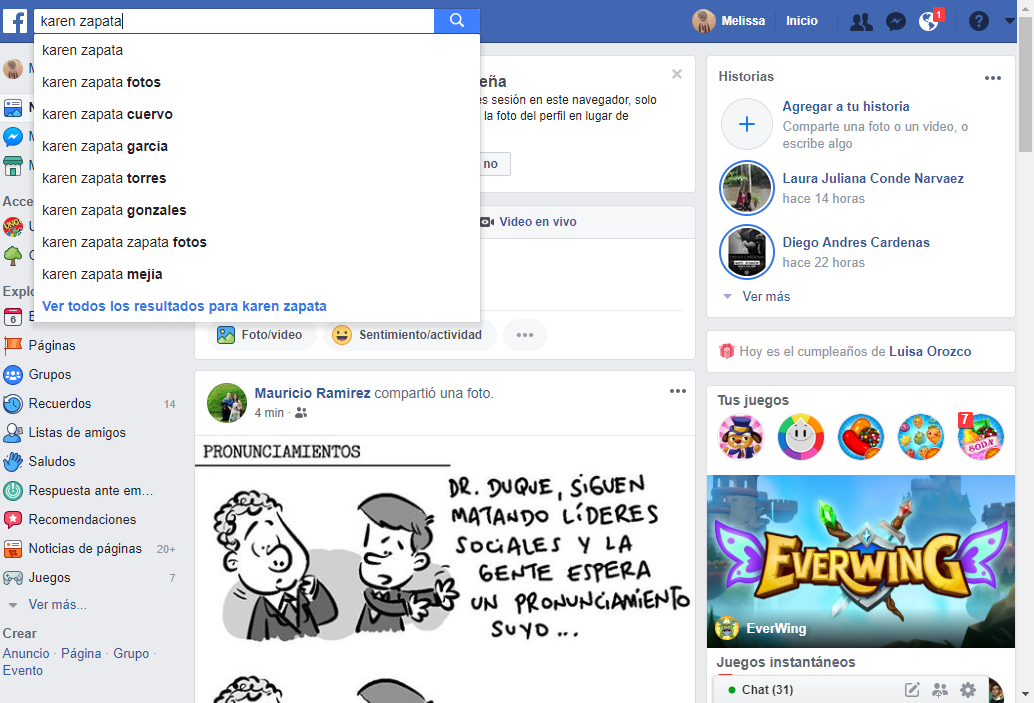 karen zapata
Melissa
Inicio
1
karen zapata
karen zapata fotos
karen zapata cuervo
karen zapata garcia
karen zapata torres
karen zapata gonzales
karen zapata zapata fotos
karen zapata mejia
Ver todos los resultados para karen zapata
eña
es sesión en este navegador, solo
la foto del perfil en lugar de
no
Video en vivo
Foto/video
Sentimiento/actividad
Acce
Explo
6
Páginas
Grupos
Recuerdos 14
Listas de amigos
Saludos
Respuesta ante em...
Recomendaciones
Noticias de páginas 20+
Juegos 7
Ver más...
Crear
Anuncio · Página · Grupo ·
Evento
Mauricio Ramirez compartió una foto.
4 min ·
PRONUNCIAMIENTOS
DR. DUQUE, SIGUEN
MATANDO LÍDERES
SOCIALES Y LA
GENTE ESPERA
UN PRONUNCIAMIENTO
SUYO...
Historias
Agregar a tu historia
Comparte una foto o un video, o
escribe algo
Laura Juliana Conde Narvaez
hace 14 horas
Diego Andres Cardenas
hace 22 horas
Ver más
Hoy es el cumpleaños de Luisa Orozco
Tus juegos
7
SODA
EVERWING
EverWing
Juegos instantáneos
Chat (31)